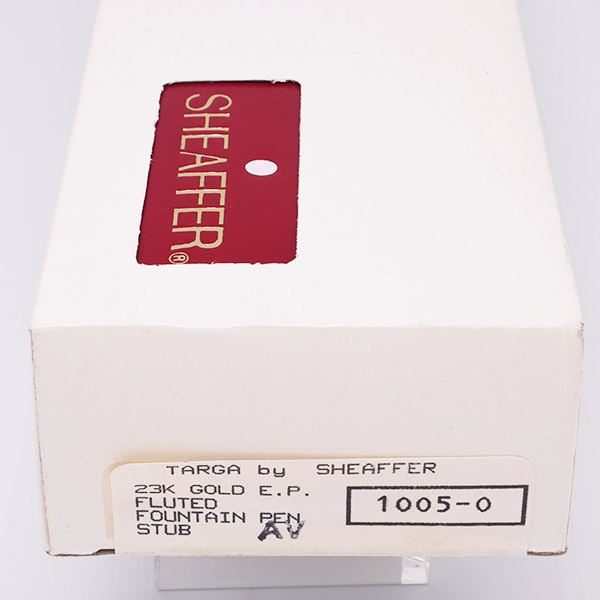 SHEAFFER®
TARGA by SHEAFFER
23K GOLD E.P.
FLUTED
FOUNTAIN PEN
STUB AV
1005-0